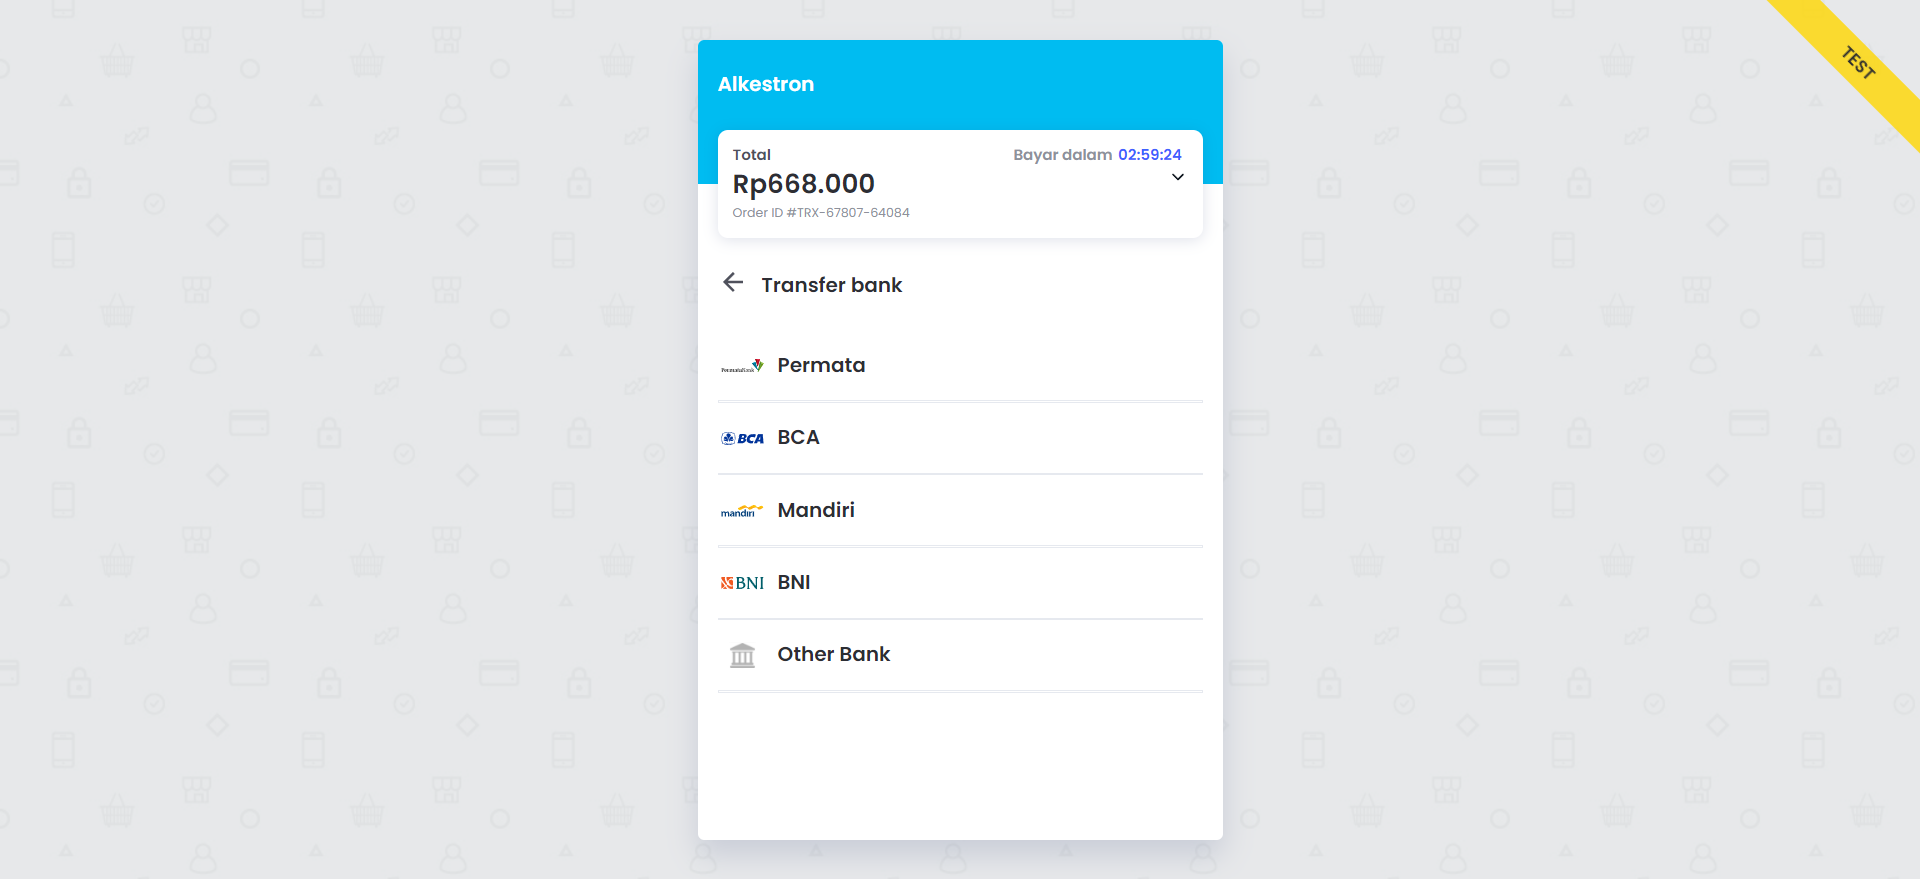 TEST
Alkestron
Total
Bayar dalam 02:59:24
Rp668.000
Order ID #TRX-67807-64084
Transfer bank
PermataBank Permata
BCA BCA
mandiri Mandiri
BNI BNI
Other Bank